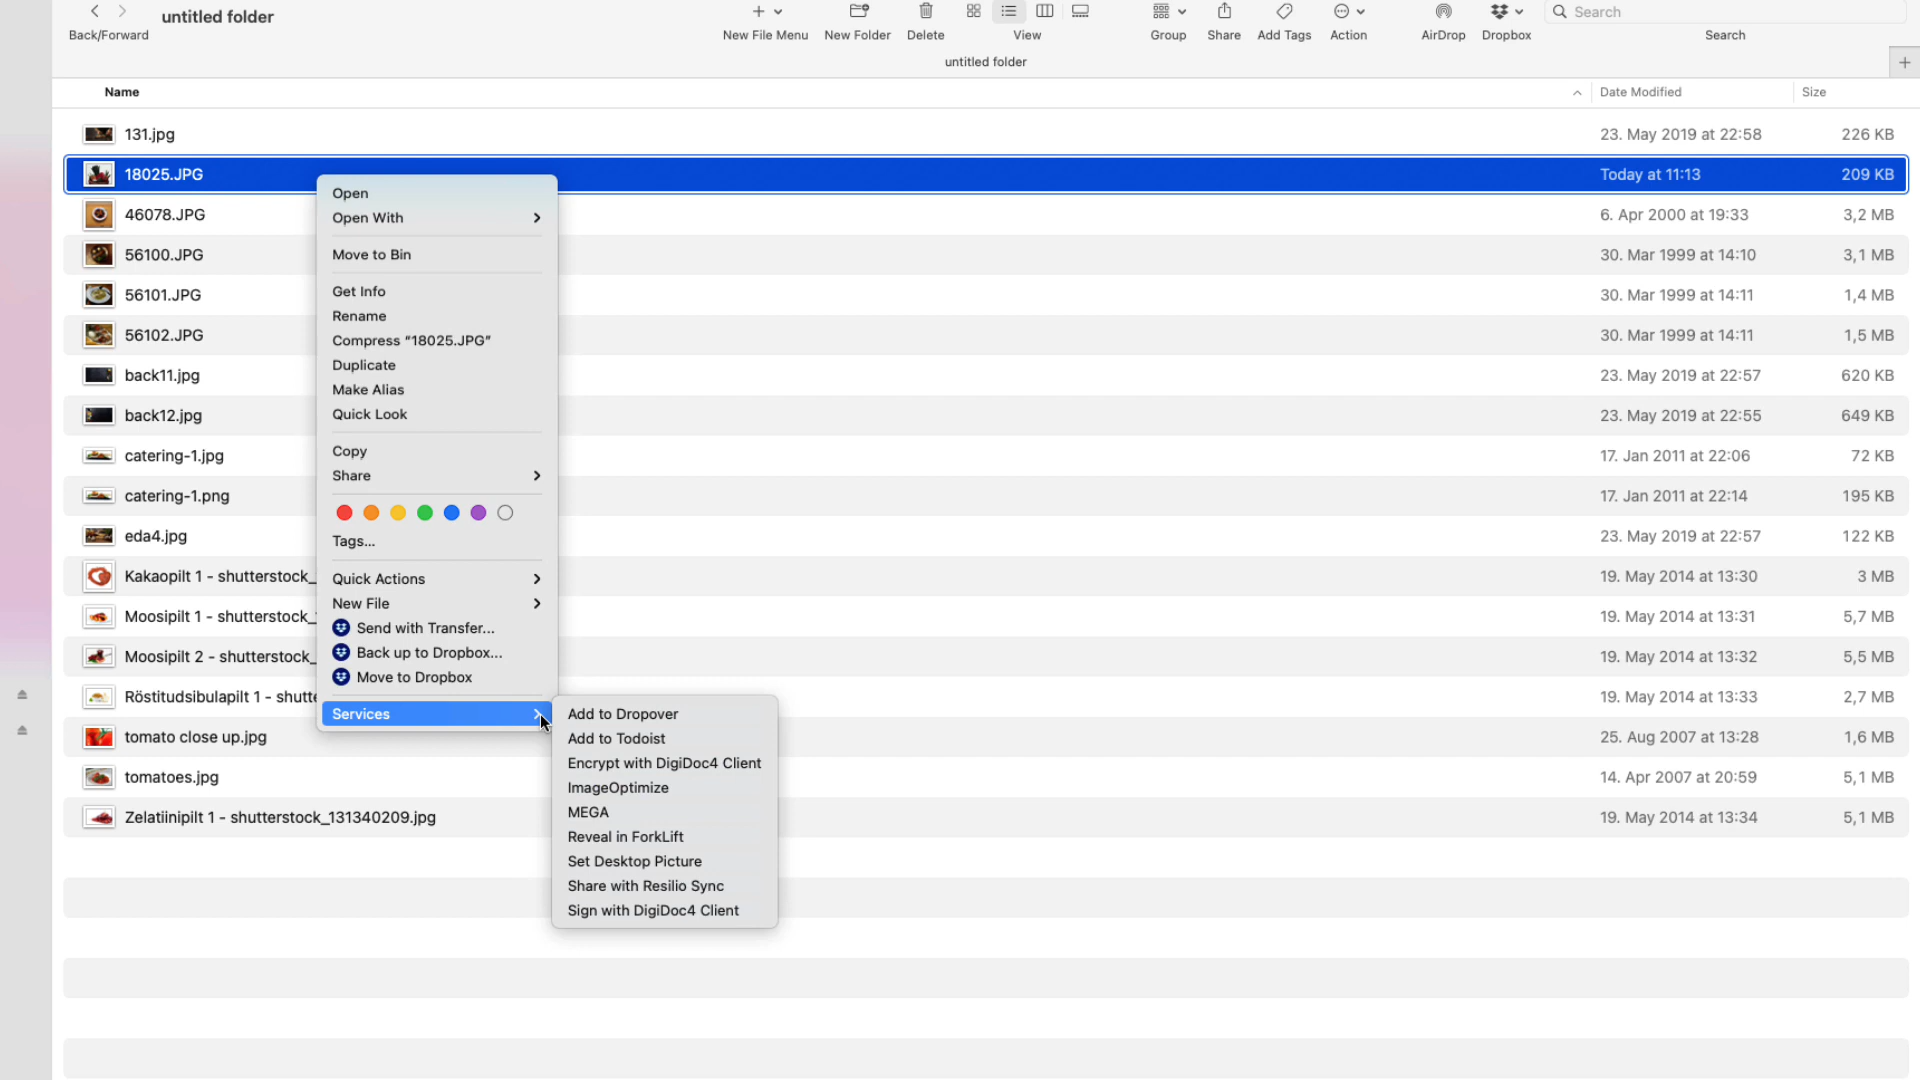 untitled folder
Back/Forward
New File Menu
New Folder
Delete
View
Group
Share
Add Tags
Action
AirDrop
Dropbox
Search
Search
untitled folder
Name
Date Modified
Size
131.jpg 23. May 2019 at 22:58 226 KB
18025.JPG Today at 11:13 209 KB
46078.JPG 6. Apr 2000 at 19:33 3,2 MB
56100.JPG 30. Mar 1999 at 14:10 3,1 MB
56101.JPG 30. Mar 1999 at 14:11 1,4 MB
56102.JPG 30. Mar 1999 at 14:11 1,5 MB
back11.jpg 23. May 2019 at 22:57 620 KB
back12.jpg 23. May 2019 at 22:55 649 KB
catering-1.jpg 17. Jan 2011 at 22:06 72 KB
catering-1.png 17. Jan 2011 at 22:14 195 KB
eda4.jpg 23. May 2019 at 22:57 122 KB
Kakaopilt 1 - shutterstock_ 19. May 2014 at 13:30 3 MB
Moosipilt 1 - shutterstock_ 19. May 2014 at 13:31 5,7 MB
Moosipilt 2 - shutterstock_ 19. May 2014 at 13:32 5,5 MB
Röstitudsibulapilt 1 - shutte 19. May 2014 at 13:33 2,7 MB
tomato close up.jpg 25. Aug 2007 at 13:28 1,6 MB
tomatoes.jpg 14. Apr 2007 at 20:59 5,1 MB
Zelatiinipilt 1 - shutterstock_131340209.jpg 19. May 2014 at 13:34 5,1 MB
Open
Open With
Move to Bin
Get Info
Rename
Compress “18025.JPG”
Duplicate
Make Alias
Quick Look
Copy
Share
Tags...
Quick Actions
New File
Send with Transfer...
Back up to Dropbox...
Move to Dropbox
Services
Add to Dropover
Add to Todoist
Encrypt with DigiDoc4 Client
ImageOptimize
MEGA
Reveal in ForkLift
Set Desktop Picture
Share with Resilio Sync
Sign with DigiDoc4 Client